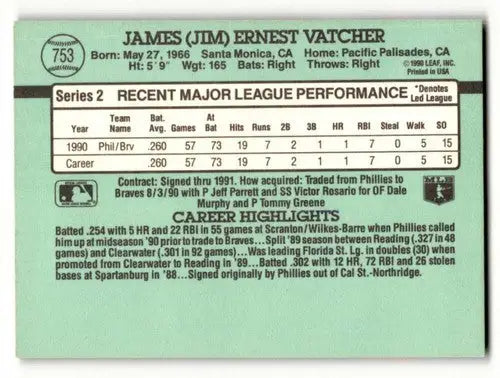 753
JAMES (JIM) ERNEST VATCHER
Born: May 27, 1966 Santa Monica, CA Home: Pacific Palisades, CA
Ht: 5'9" Wgt: 165 Bats: Right Throws: Right
©1990 LEAF, INC.
Printed in USA
Series 2 RECENT MAJOR LEAGUE PERFORMANCE *Denotes Led League
Year Team Name Bat. Avg. Games At Bat Hits Runs 2B 3B HR RBI Steal Walk SO
1990 Phil/Brv .260 57 73 19 7 2 1 1 7 0 5 15
Career .260 57 73 19 7 2 1 1 7 0 5 15
Contract: Signed thru 1991. How acquired: Traded from Phillies to
Braves 8/3/90 with P Jeff Parrett and SS Victor Rosario for OF Dale
Murphy and P Tommy Greene
CAREER HIGHLIGHTS
Batted .254 with 5 HR and 22 RBI in 55 games at Scranton/Wilkes-Barre when Phillies called
him up at midseason '90 prior to trade to Braves...Split '89 season between Reading (.327 in 48
games) and Clearwater (.301 in 92 games)...Was leading Florida St. Lg. in doubles (30) when
promoted from Clearwater to Reading in '89...Batted .302 with 12 HR, 72 RBI and 26 stolen
bases at Spartanburg in '88...Signed originally by Phillies out of Cal St.-Northridge.